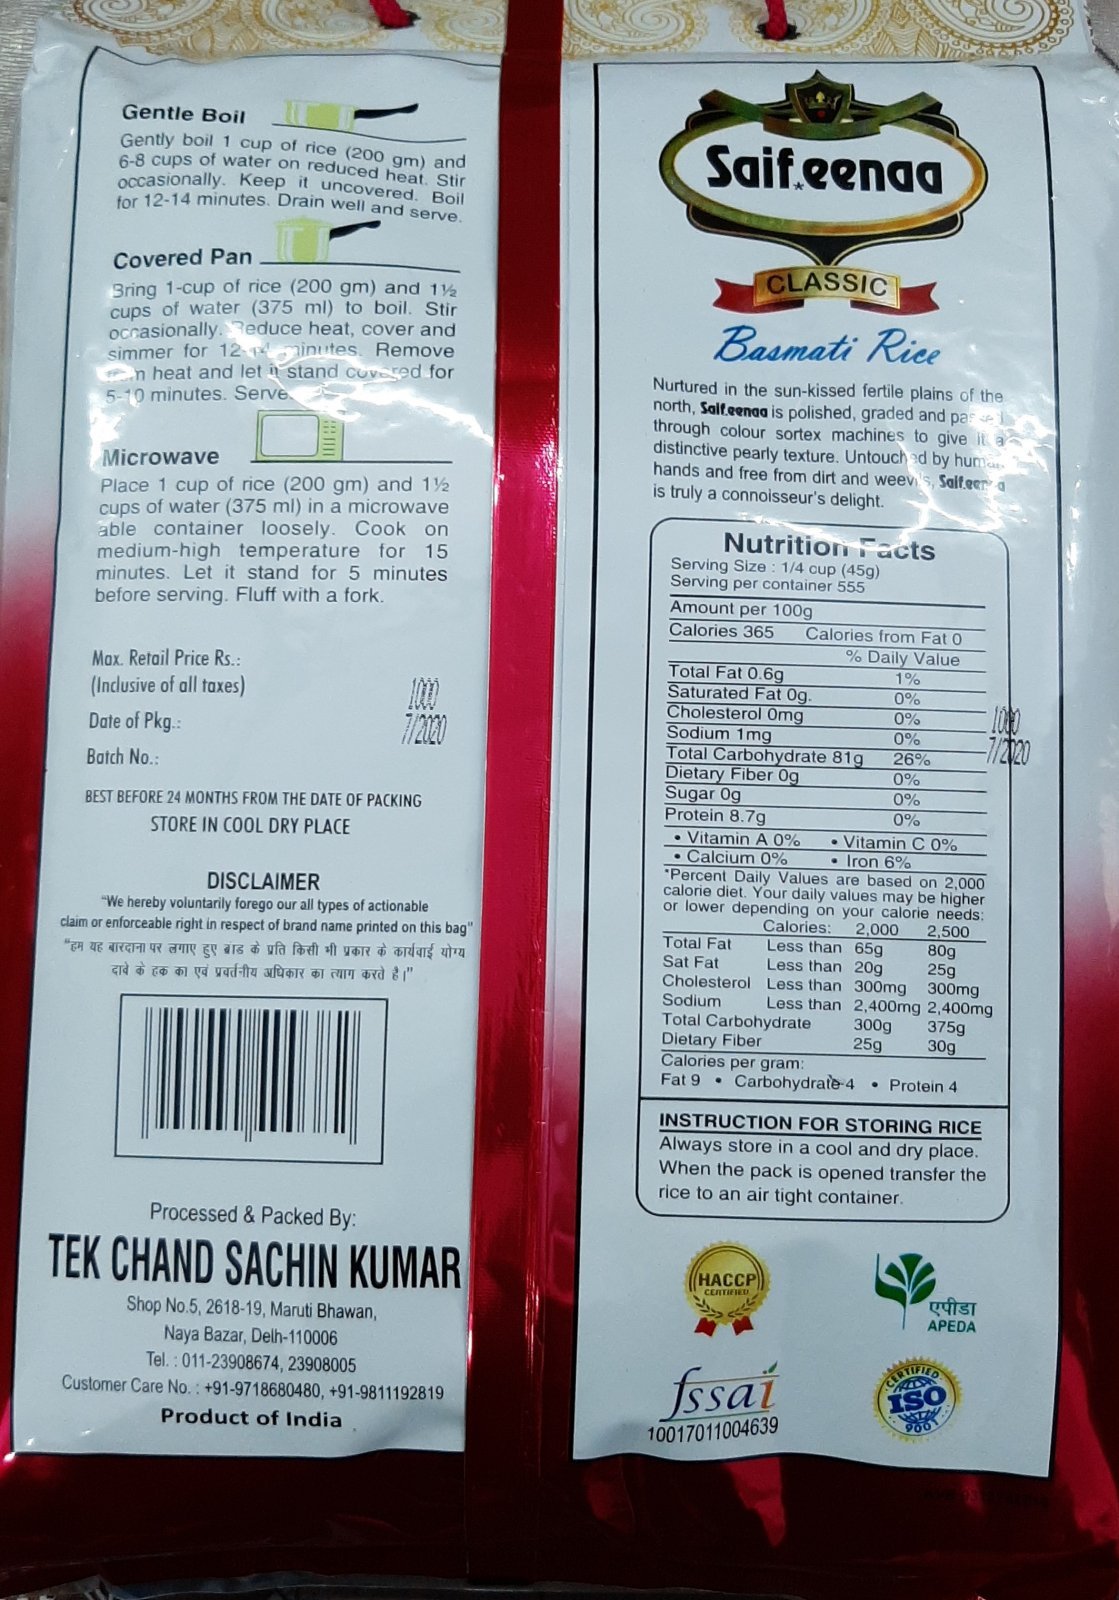 Gentle Boil
Gently boil 1 cup of rice (200 gm) and
6-8 cups of water on reduced heat. Stir
occasionally. Keep it uncovered. Boil
for 12-14 minutes. Drain well and serve.
Covered Pan
Bring 1-cup of rice (200 gm) and 1½
cups of water (375 ml) to boil. Stir
occasionally. Reduce heat, cover and
simmer for 12-14 minutes. Remove
from heat and let it stand covered for
5-10 minutes. Serve.
Microwave
Place 1 cup of rice (200 gm) and 1½
cups of water (375 ml) in a microwave
able container loosely. Cook on
medium-high temperature for 15
minutes. Let it stand for 5 minutes
before serving. Fluff with a fork.
Max. Retail Price Rs.:
(Inclusive of all taxes) 1000
Date of Pkg.: 7/2020
Batch No.:
BEST BEFORE 24 MONTHS FROM THE DATE OF PACKING
STORE IN COOL DRY PLACE
DISCLAIMER
"We hereby voluntarily forego our all types of actionable
claim or enforceable right in respect of brand name printed on this bag"
"हम यह बारदाना पर लगाए हुए ब्रांड के प्रति किसी भी प्रकार के कार्यवाई योग्य
दावे के हक का एवं प्रवर्तनीय अधिकार का त्याग करते है।"
Processed & Packed By:
TEK CHAND SACHIN KUMAR
Shop No.5, 2618-19, Maruti Bhawan,
Naya Bazar, Delh-110006
Tel. : 011-23908674, 23908005
Customer Care No. : +91-9718680480, +91-9811192819
Product of India
Saif★eenaa
CLASSIC
Basmati Rice
Nurtured in the sun-kissed fertile plains of the
north, Saif.eenaa is polished, graded and passed
through colour sortex machines to give it a
distinctive pearly texture. Untouched by human
hands and free from dirt and weevils, Saif.eenaa
is truly a connoisseur's delight.
Nutrition Facts
Serving Size : 1/4 cup (45g)
Serving per container 555
Amount per 100g
Calories 365 Calories from Fat 0
% Daily Value
Total Fat 0.6g 1%
Saturated Fat 0g. 0%
Cholesterol 0mg 0%
Sodium 1mg 0%
Total Carbohydrate 81g 26%
Dietary Fiber 0g 0%
Sugar 0g 0%
Protein 8.7g 0%
1000
7/2020
• Vitamin A 0% • Vitamin C 0%
• Calcium 0% • Iron 6%
*Percent Daily Values are based on 2,000
calorie diet. Your daily values may be higher
or lower depending on your calorie needs:
Calories: 2,000 2,500
Total Fat Less than 65g 80g
Sat Fat Less than 20g 25g
Cholesterol Less than 300mg 300mg
Sodium Less than 2,400mg 2,400mg
Total Carbohydrate 300g 375g
Dietary Fiber 25g 30g
Calories per gram:
Fat 9 • Carbohydrate 4 • Protein 4
INSTRUCTION FOR STORING RICE
Always store in a cool and dry place.
When the pack is opened transfer the
rice to an air tight container.
HACCP
CERTIFIED
एपीडा
APEDA
fssai
10017011004639
CERTIFIED
ISO
9001